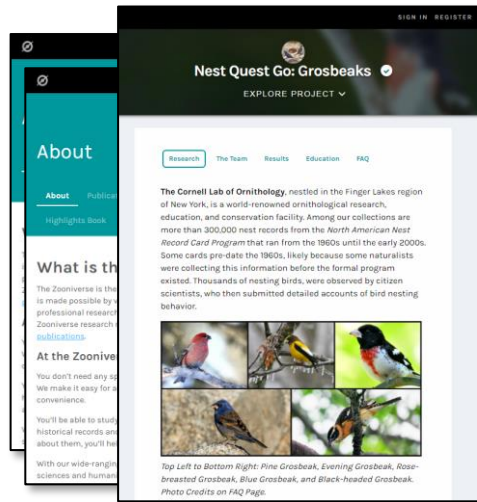 SIGN IN REGISTER
Nest Quest Go: Grosbeaks
EXPLORE PROJECT
Research The Team Results Education FAQ
The Cornell Lab of Ornithology, nestled in the Finger Lakes region
of New York, is a world-renowned ornithological research,
education, and conservation facility. Among our collections are
more than 300,000 nest records from the North American Nest
Record Card Program that ran from the 1960s until the early 2000s.
Some cards pre-date the 1960s, likely because some naturalists
were collecting this information before the formal program
existed. Thousands of nesting birds, were observed by citizen
scientists, who then submitted detailed accounts of bird nesting
behavior.
Top Left to Bottom Right: Pine Grosbeak, Evening Grosbeak, Rose-
breasted Grosbeak, Blue Grosbeak, and Black-headed Grosbeak.
Photo Credits on FAQ Page.
About
About Publicat
Highlights Book
What is th
The Zooniverse is the
is made possible by v
professional research
Zooniverse research
publications.
At the Zooniver
You don't need any sp
We make it easy for a
convenience.
You'll be able to study
historical records and
about them, you'll hel
With our wide-rangin
sciences and humani